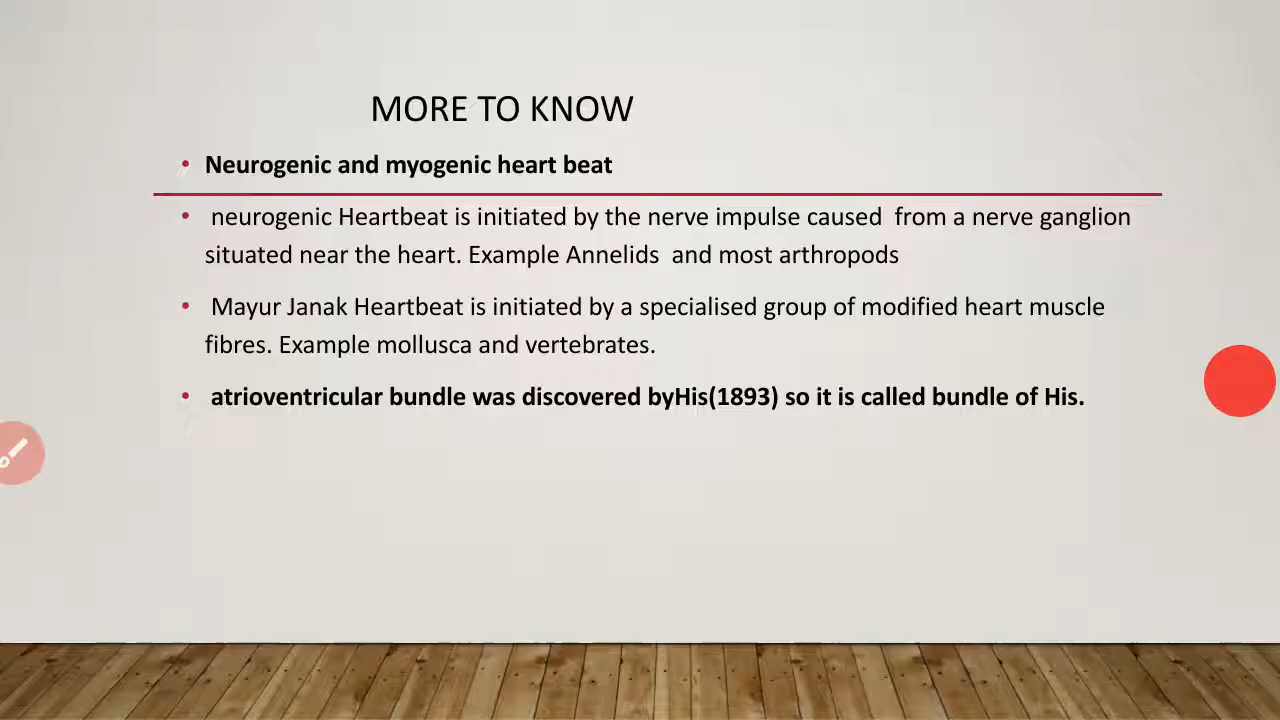 MORE TO KNOW
• Neurogenic and myogenic heart beat
• neurogenic Heartbeat is initiated by the nerve impulse caused from a nerve ganglion
situated near the heart. Example Annelids and most arthropods
• Mayur Janak Heartbeat is initiated by a specialised group of modified heart muscle
fibres. Example mollusca and vertebrates.
• atrioventricular bundle was discovered byHis(1893) so it is called bundle of His.